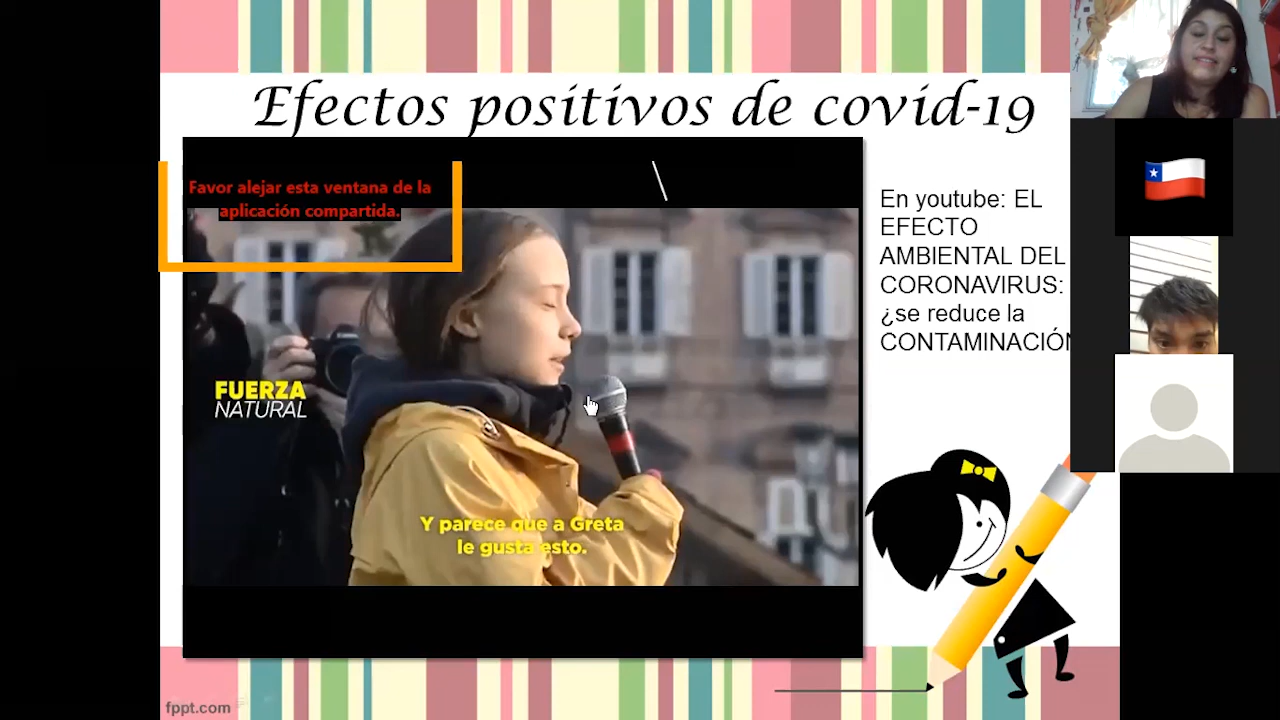 Efectos positivos de covid-19
Favor alejar esta ventana de la
aplicación compartida.
En youtube: EL
EFECTO
AMBIENTAL DEL
CORONAVIRUS:
¿se reduce la
CONTAMINACIÓN
FUERZA
NATURAL
Y parece que a Greta
le gusta esto.
fppt.com